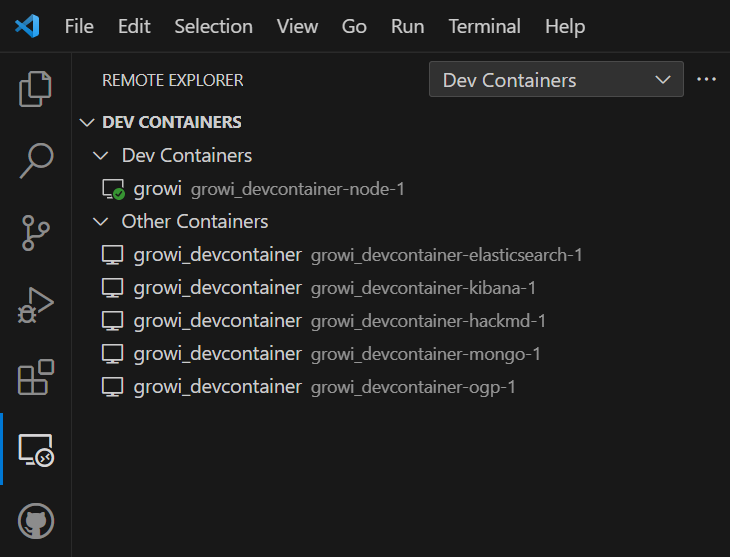 File Edit Selection View Go Run Terminal Help
REMOTE EXPLORER Dev Containers
DEV CONTAINERS
Dev Containers
growi growi_devcontainer-node-1
Other Containers
growi_devcontainer growi_devcontainer-elasticsearch-1
growi_devcontainer growi_devcontainer-kibana-1
growi_devcontainer growi_devcontainer-hackmd-1
growi_devcontainer growi_devcontainer-mongo-1
growi_devcontainer growi_devcontainer-ogp-1